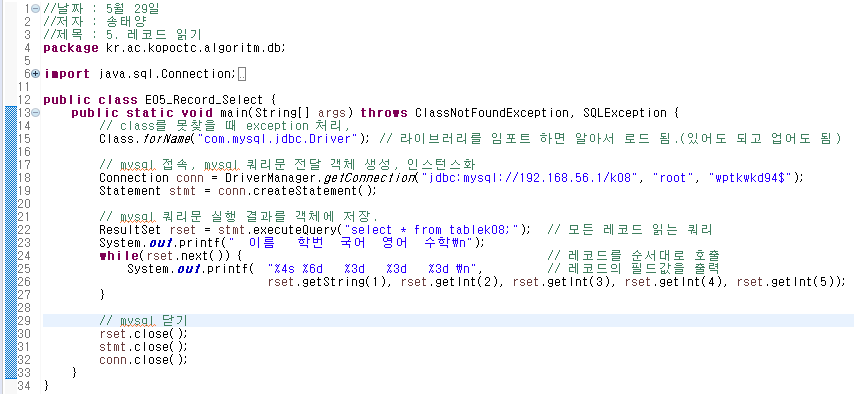 1 //날짜 : 5월 29일
2 //저자 : 송태양
3 //제목 : 5. 레코드 읽기
4 package kr.ac.kopoctc.algoritm.db;
5
6 import java.sql.Connection;
11
12 public class E05_Record_Select {
13 public static void main(String[] args) throws ClassNotFoundException, SQLException {
14 // class를 못찾을 때 exception 처리,
15 Class.forName("com.mysql.jdbc.Driver"); // 라이브러리를 임포트 하면 알아서 로드 됨.(있어도 되고 업어도 됨)
16
17 // mysql 접속, mysql 쿼리문 전달 객체 생성, 인스턴스화
18 Connection conn = DriverManager.getConnection("jdbc:mysql://192.168.56.1/k08", "root", "wptkwkd94$");
19 Statement stmt = conn.createStatement();
20
21 // mysql 쿼리문 실행 결과를 객체에 저장.
22 ResultSet rset = stmt.executeQuery("select * from tablek08;"); // 모든 레코드 읽는 쿼리
23 System.out.printf(" 이름 학번 국어 영어 수학₩n");
24 while(rset.next()) { // 레코드를 순서대로 호출
25 System.out.printf( "%4s %6d %3d %3d %3d ₩n", // 레코드의 필드값을 출력
26 rset.getString(1), rset.getInt(2), rset.getInt(3), rset.getInt(4), rset.getInt(5));
27 }
28
29 // mysql 닫기
30 rset.close();
31 stmt.close();
32 conn.close();
33 }
34 }